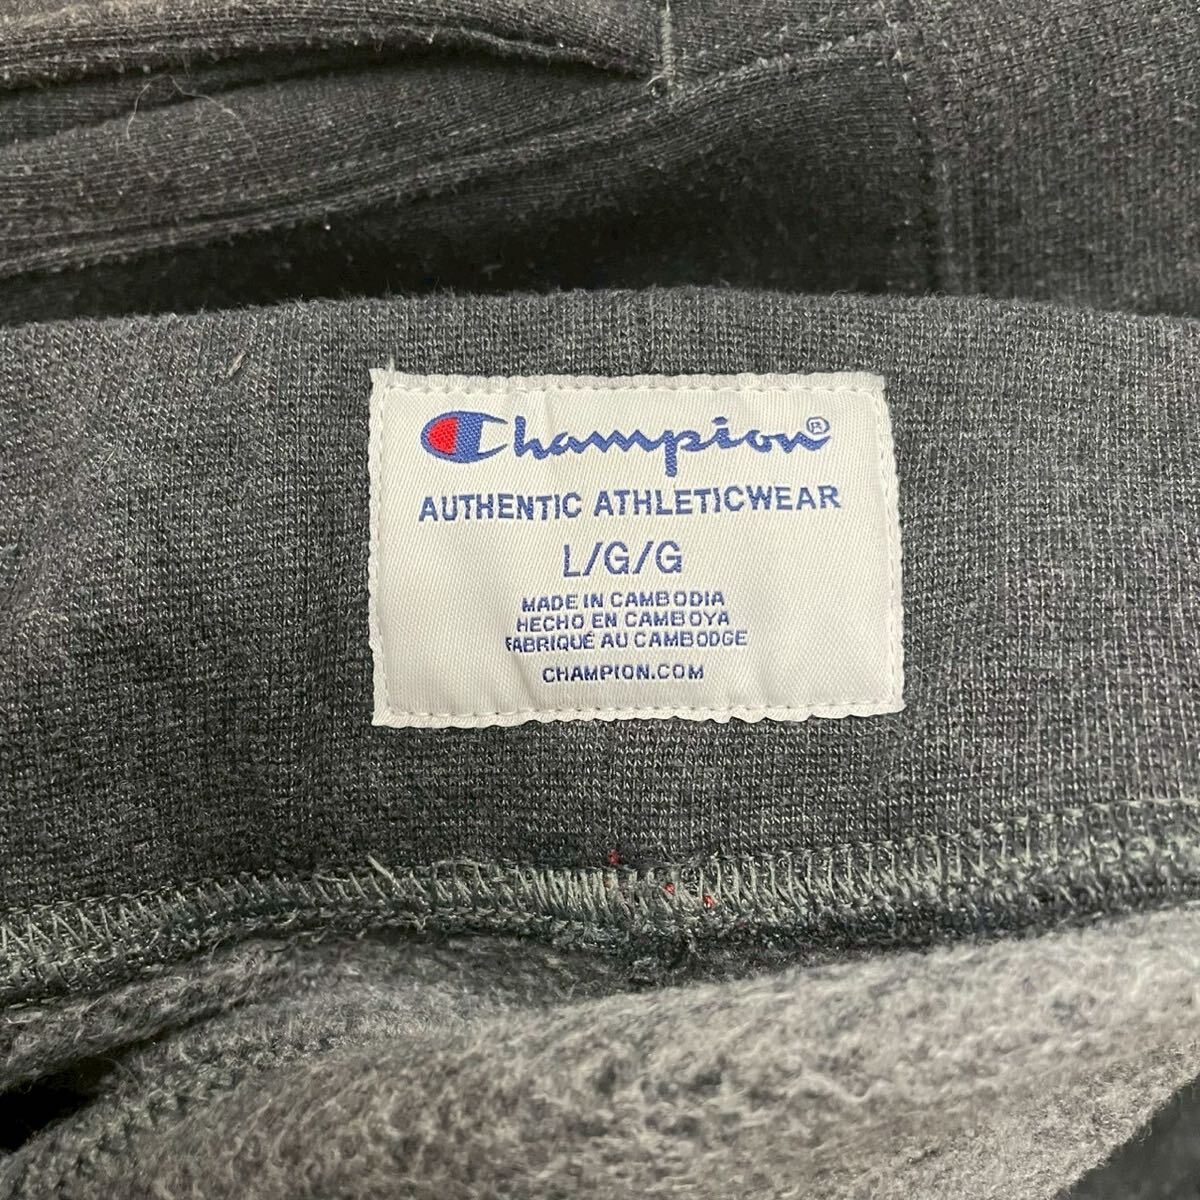 Champion®
AUTHENTIC ATHLETICWEAR
L/G/G
MADE IN CAMBODIA
HECHO EN CAMBOYA
FABRIQUÉ AU CAMBODGE
CHAMPION.COM